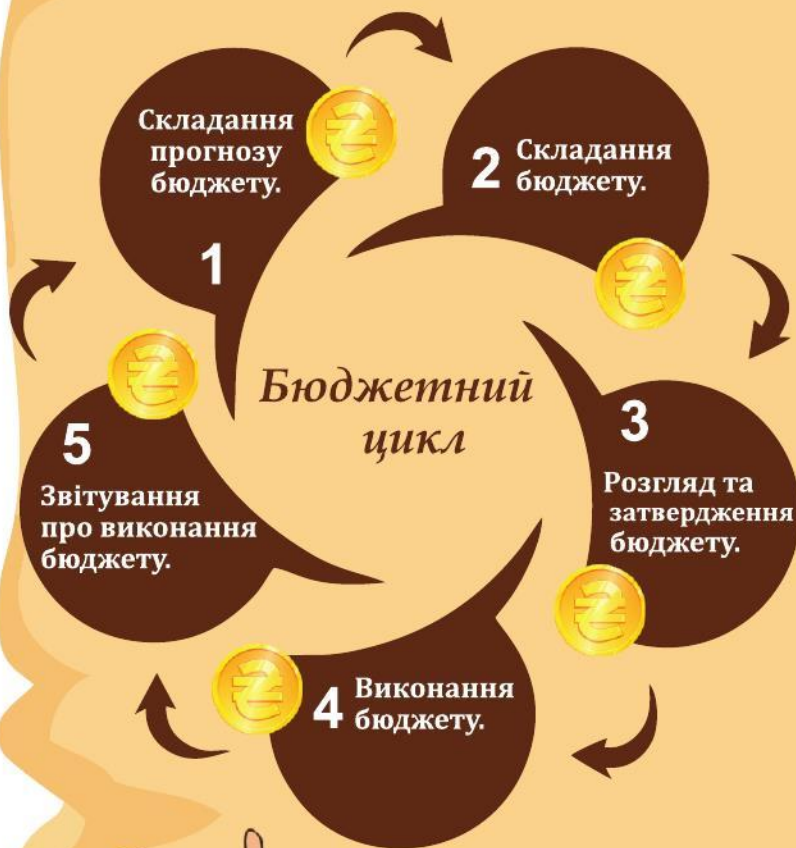 Складання
прогнозу
бюджету.
1
2 Складання
бюджету.
Бюджетний
цикл
3
Розгляд та
затвердження
бюджету.
4 Виконання
бюджету.
5
Звітування
про виконання
бюджету.